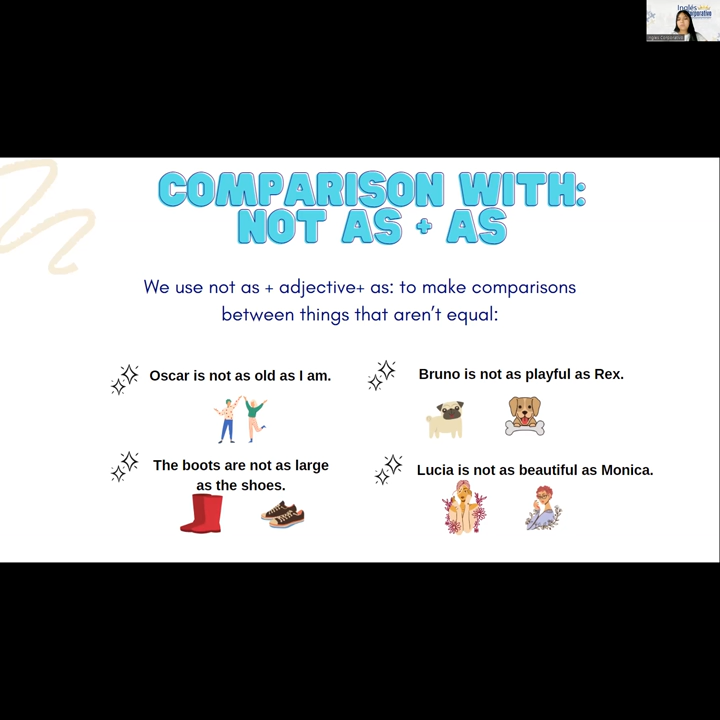 Inglés
Corporativo
COMPARISON WITH:
NOT AS + AS
We use not as + adjective+ as: to make comparisons
between things that aren't equal:
Oscar is not as old as I am.
Bruno is not as playful as Rex.
The boots are not as large
as the shoes.
Lucia is not as beautiful as Monica.